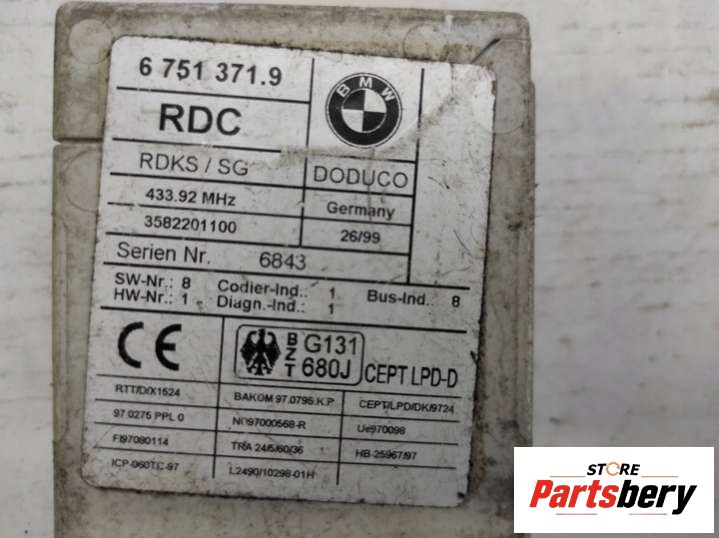 6 751 371.9
BMW
RDC
RDKS / SG
DODUCO
433.92 MHz
Germany
3582201100
26/99
Serien Nr. 6843
SW-Nr.: 8 Codier-Ind.: 1 Bus-Ind.: 8
HW-Nr.: 1 Diagn.-Ind.: 1
CE
BZT G131 680J CEPT LPD-D
RTT/D/X1524 BAKOM 97.0795.K.P CEPT/LPD/DK/9724
97 0275 PPL 0 NO97000568-R Ue970098
FI97080114 TRA 24/5/60/36 HB-25967/97
ICP-060TC-97 L2490/10298-01H
STORE
Partsbery